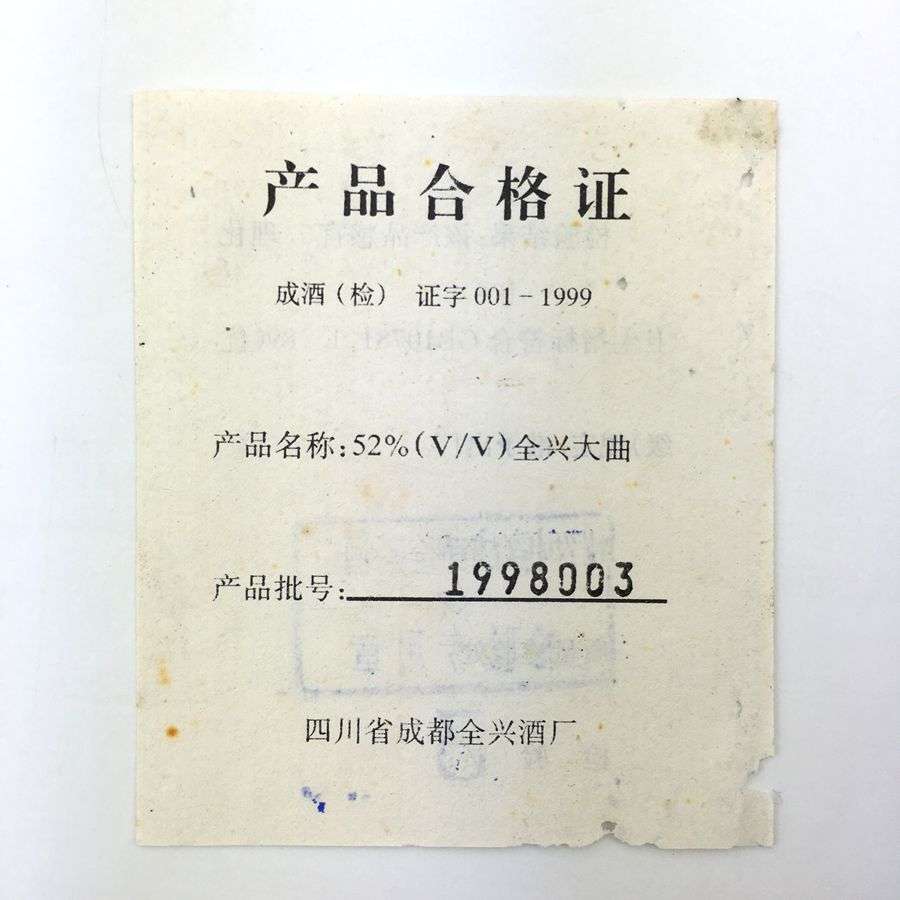 产品合格证
成酒（检） 证字 001－1999
产品名称:52%(V/V)全兴大曲
产品批号: 1998003
四川省成都全兴酒厂